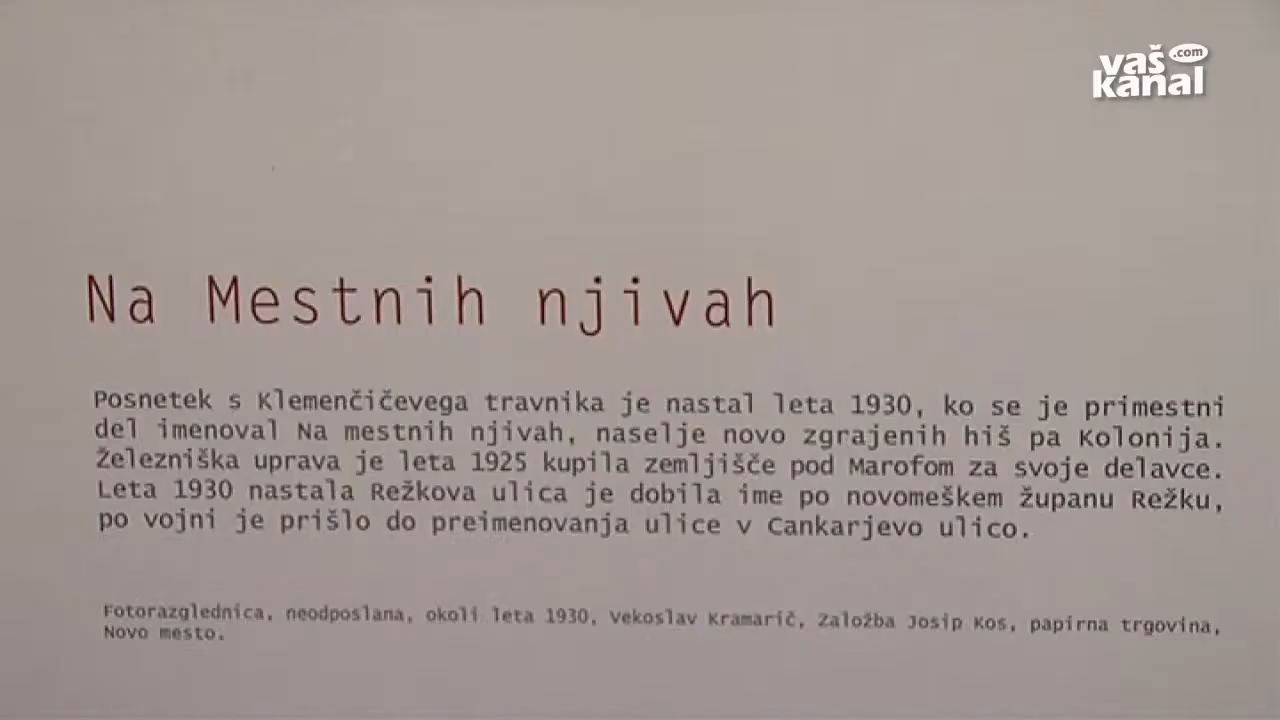 vaš .com
kanal
Na Mestnih njivah
Posnetek s Klemenčičevega travnika je nastal leta 1930, ko se je primestni
del imenoval Na mestnih njivah, naselje novo zgrajenih hiš pa Kolonija.
Železniška uprava je leta 1925 kupila zemljišče pod Marofom za svoje delavce.
Leta 1930 nastala Režkova ulica je dobila ime po novomeškem županu Režku,
po vojni je prišlo do preimenovanja ulice v Cankarjevo ulico.
Fotorazglednica, neodposlana, okoli leta 1930, Vekoslav Kramarič, Založba Josip Kos, papirna trgovina,
Novo mesto.